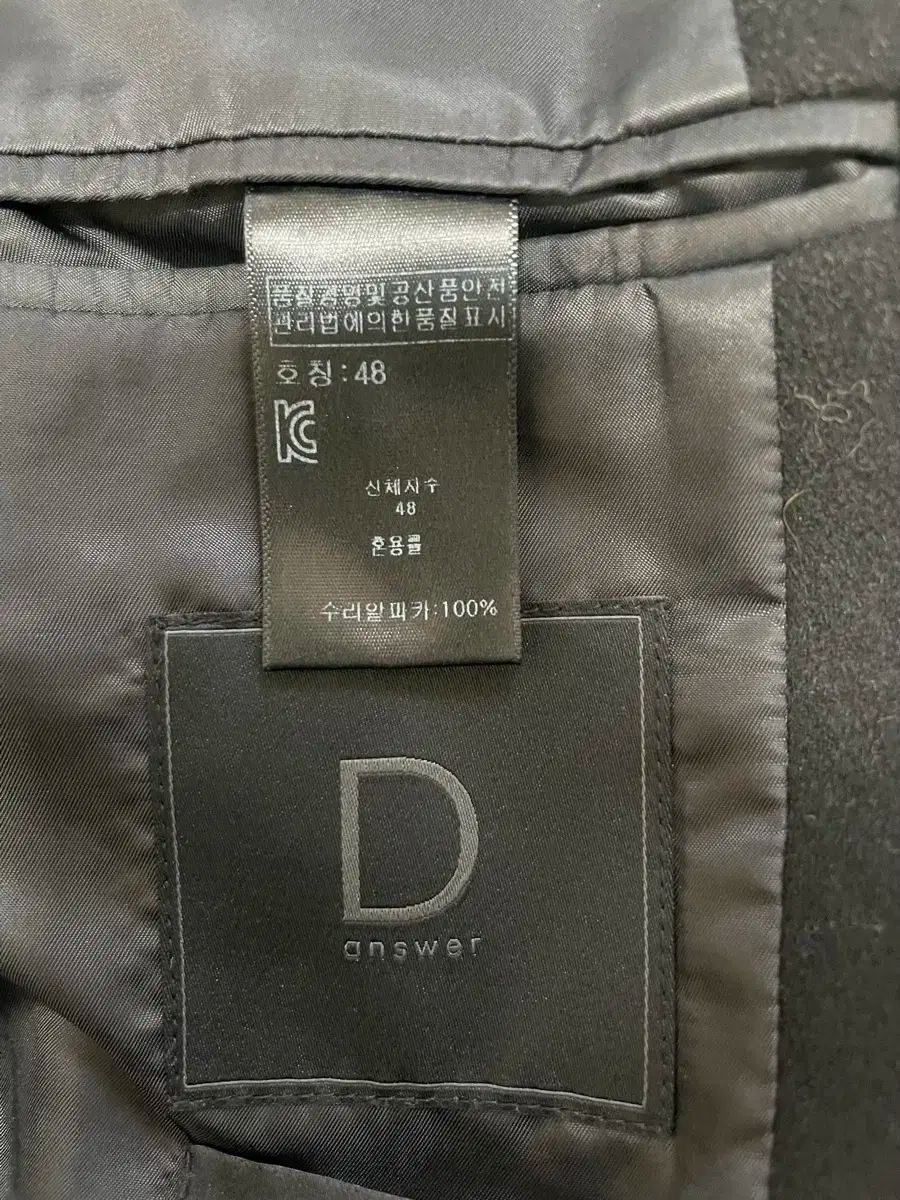 품질경영및공산품안전
관리법에의한품질표시
호칭:48
KC
신체지수
48
혼용률
수리알파카:100%
D
answer